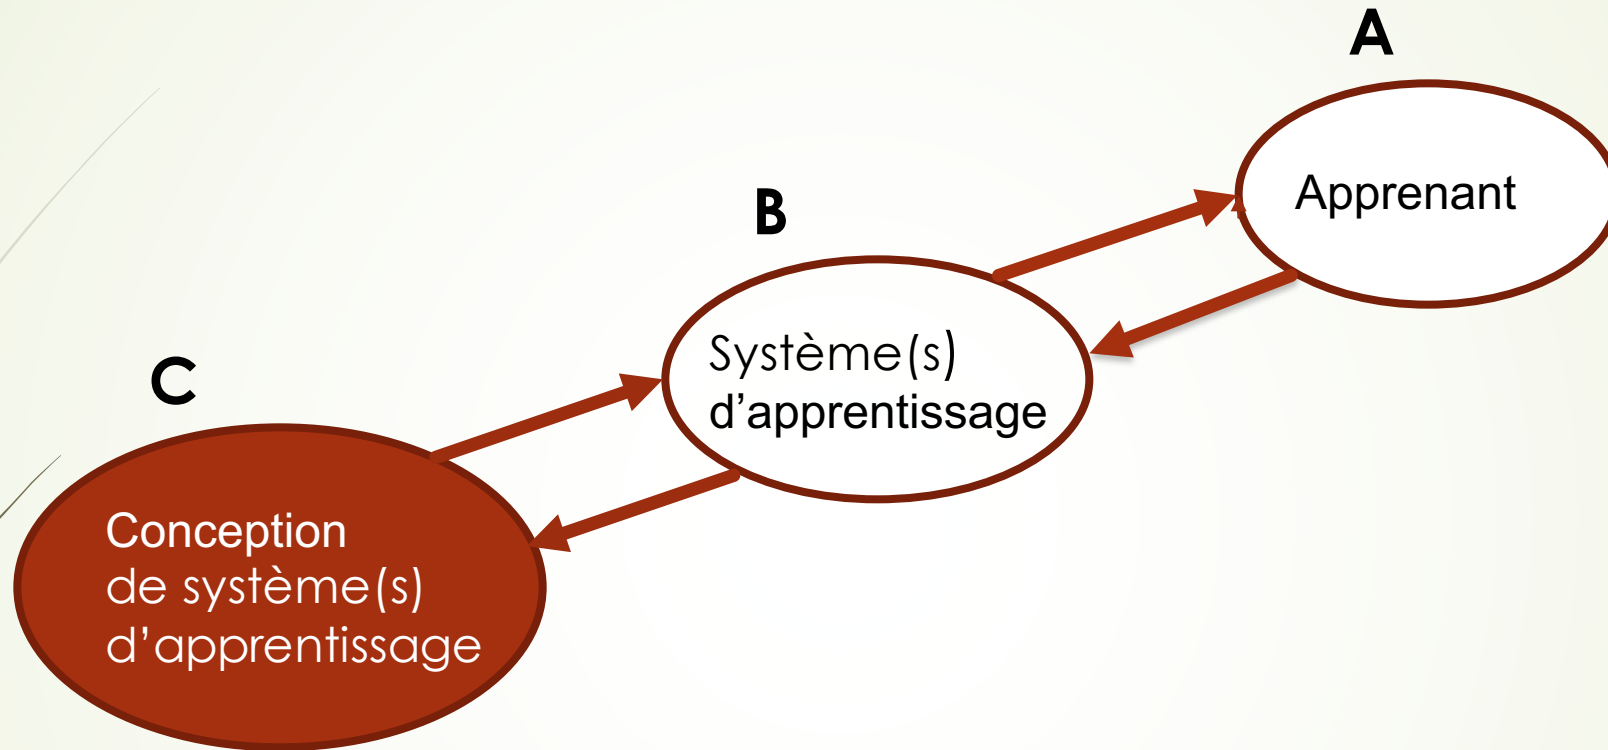 A
Apprenant
B
Système(s)
d’apprentissage
C
Conception
de système(s)
d’apprentissage